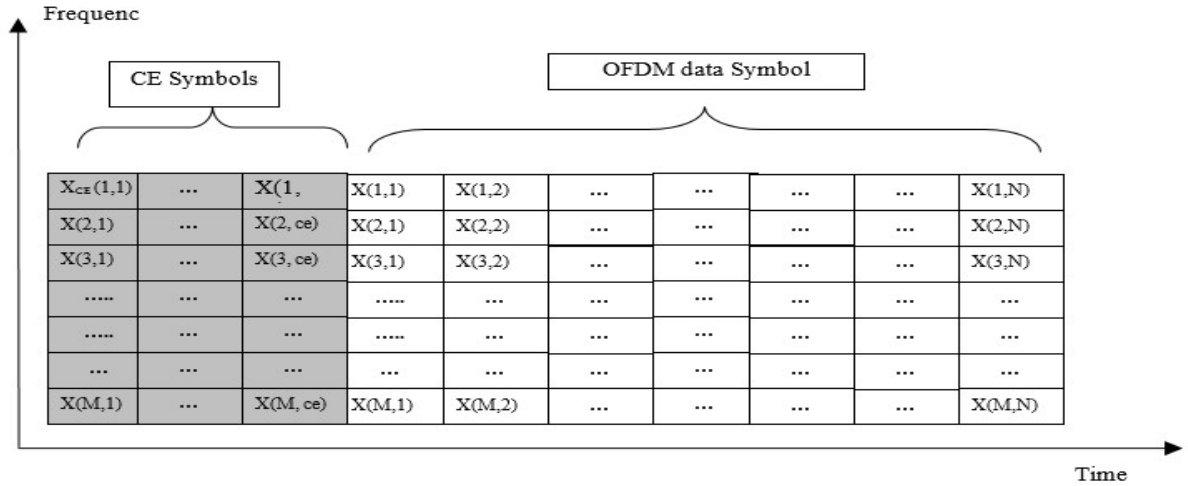 Frequenc
CE Symbols
OFDM data Symbol
XCE(1,1) ... X(1, X(1,1) X(1,2) ... ... ... ... X(1,N)
X(2,1) ... X(2, ce) X(2,1) X(2,2) ... ... ... ... X(2,N)
X(3,1) ... X(3, ce) X(3,1) X(3,2) ... ... ... ... X(3,N)
..... ... ... ..... ... ... ... ... ... ...
..... ... ... ..... ... ... ... ... ... ...
... ... ... ... ... ... ... ... ... ...
X(M,1) ... X(M, ce) X(M,1) X(M,2) ... ... ... ... X(M,N)
Time